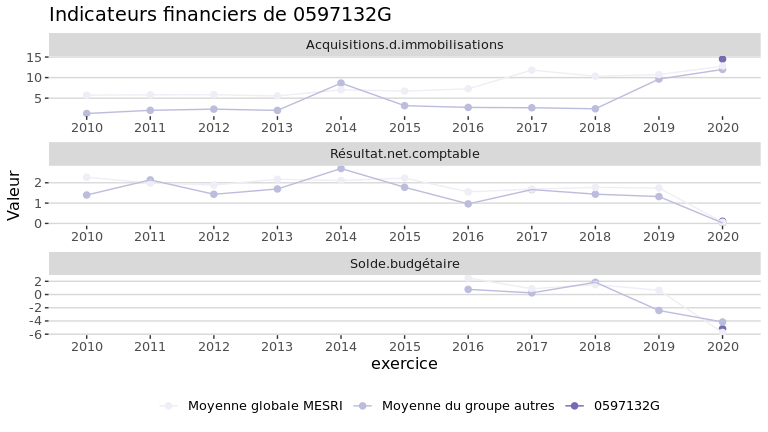 Indicateurs financiers de 0597132G
Acquisitions.d.immobilisations
15
10
5
2010 2011 2012 2013 2014 2015 2016 2017 2018 2019 2020
Résultat.net.comptable
2
1
0
2010 2011 2012 2013 2014 2015 2016 2017 2018 2019 2020
Solde.budgétaire
2
0
-2
-4
-6
2010 2011 2012 2013 2014 2015 2016 2017 2018 2019 2020
Valeur
exercice
Moyenne globale MESRI Moyenne du groupe autres 0597132G